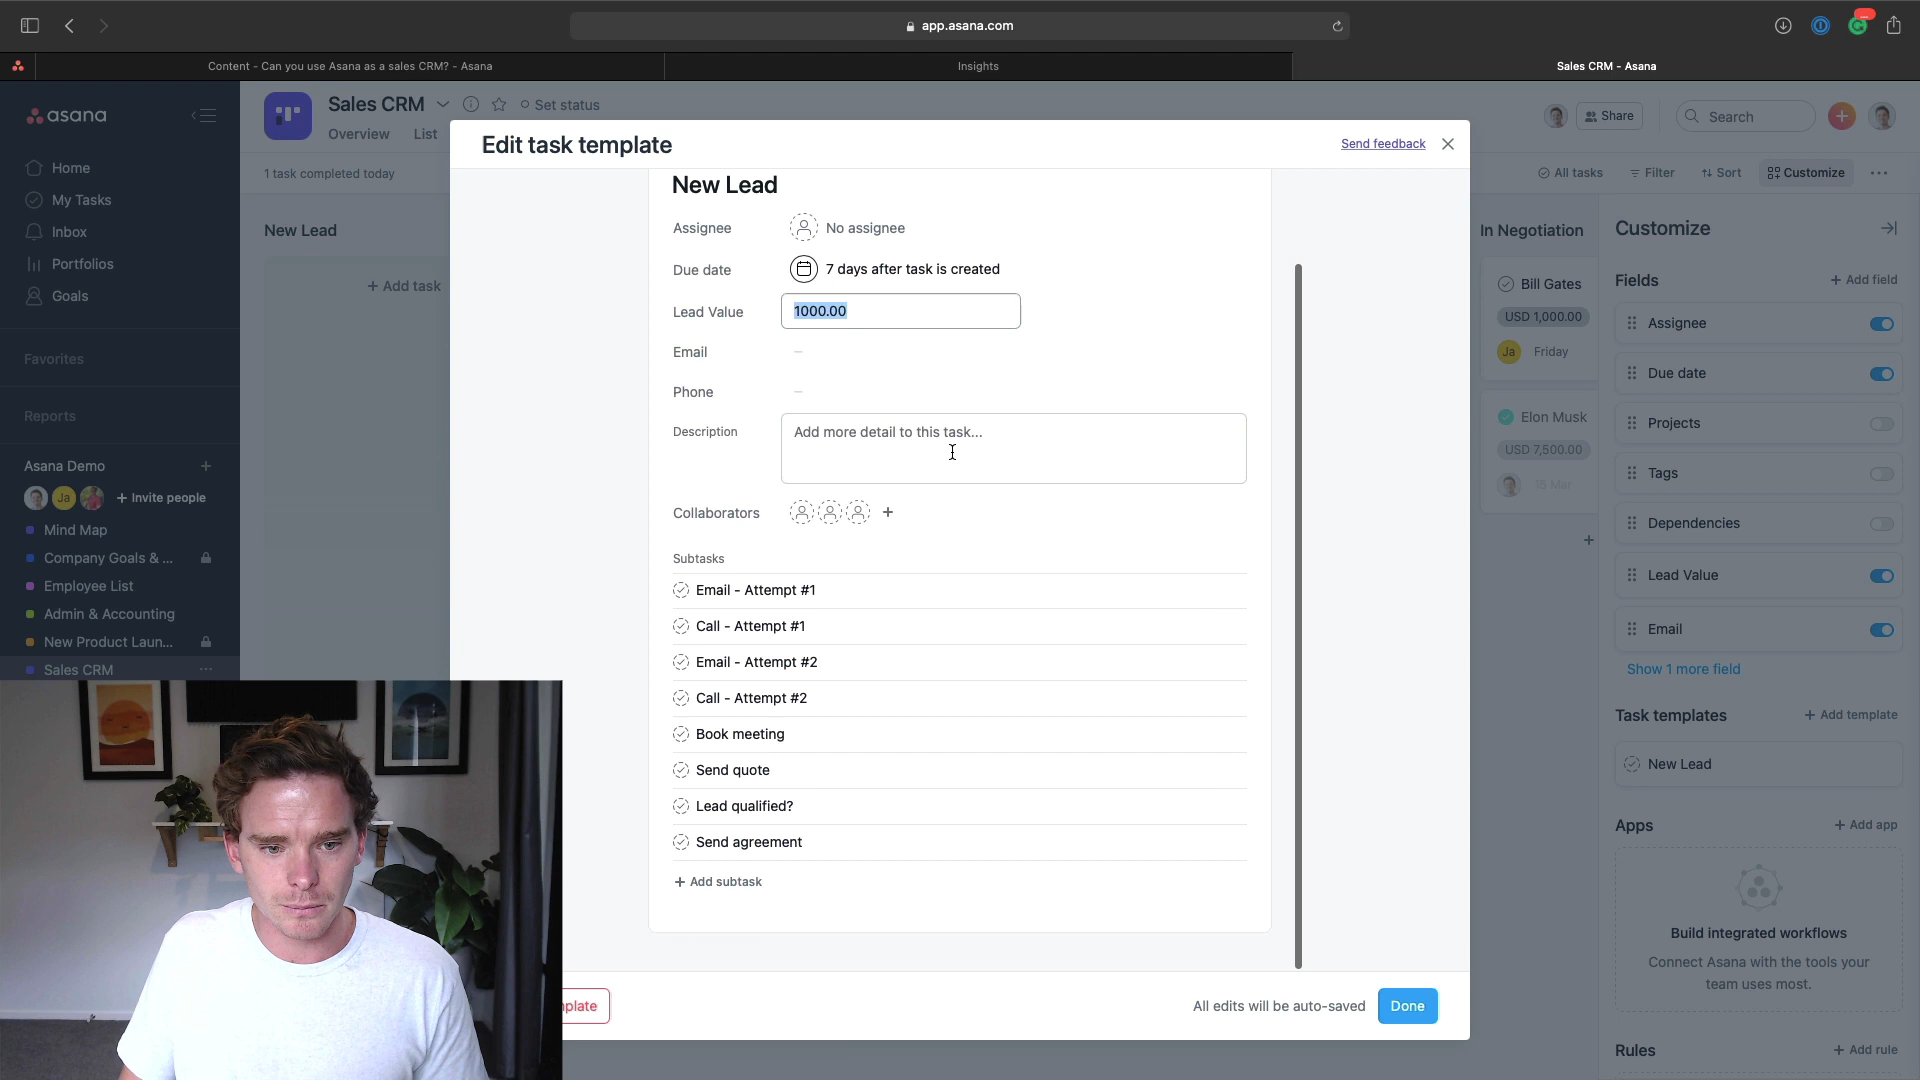 app.asana.com
Content - Can you use Asana as a sales CRM? - Asana
Insights
Sales CRM - Asana
asana
Sales CRM
Set status
Share
Search
Overview
List
Home
My Tasks
Inbox
Portfolios
Goals
Favorites
Reports
Asana Demo
Ja
Invite people
Mind Map
Company Goals & ...
Employee List
Admin & Accounting
New Product Laun...
Sales CRM
1 task completed today
All tasks
Filter
Sort
Customize
New Lead
+ Add task
Edit task template
Send feedback
New Lead
Assignee
No assignee
Due date
7 days after task is created
Lead Value
1000.00
Email
–
Phone
–
Description
Add more detail to this task...
Collaborators
Subtasks
Email - Attempt #1
Call - Attempt #1
Email - Attempt #2
Call - Attempt #2
Book meeting
Send quote
Lead qualified?
Send agreement
+ Add subtask
mplate
All edits will be auto-saved
Done
In Negotiation
Bill Gates
USD 1,000.00
Ja
Friday
Elon Musk
USD 7,500.00
15 Mar
Customize
Fields
+ Add field
Assignee
Due date
Projects
Tags
Dependencies
Lead Value
Email
Show 1 more field
Task templates
+ Add template
New Lead
Apps
+ Add app
Build integrated workflows
Connect Asana with the tools your
team uses most.
Rules
+ Add rule